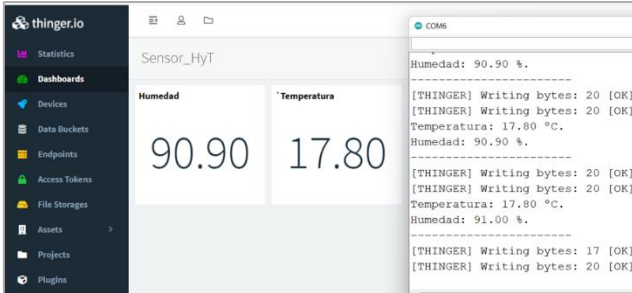 thinger.io
Statistics
Dashboards
Devices
Data Buckets
Endpoints
Access Tokens
File Storages
Assets
Projects
Plugins
Sensor_HyT
Humedad
90.90
`Temperatura
17.80
COM6
Humedad: 90.90 %.
-----------------------
[THINGER] Writing bytes: 20 [OK]
[THINGER] Writing bytes: 20 [OK]
Temperatura: 17.80 ºC.
Humedad: 90.90 %.
-----------------------
[THINGER] Writing bytes: 20 [OK]
[THINGER] Writing bytes: 20 [OK]
Temperatura: 17.80 ºC.
Humedad: 91.00 %.
-----------------------
[THINGER] Writing bytes: 17 [OK]
[THINGER] Writing bytes: 20 [OK]